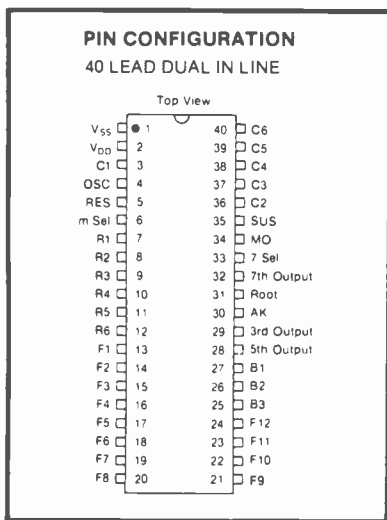 PIN CONFIGURATION
40 LEAD DUAL IN LINE
Top View
VSS 1 40 C6
VDD 2 39 C5
C1 3 38 C4
OSC 4 37 C3
RES 5 36 C2
m Sel 6 35 SUS
R1 7 34 MO
R2 8 33 7 Sel
R3 9 32 7th Output
R4 10 31 Root
R5 11 30 AK
R6 12 29 3rd Output
F1 13 28 5th Output
F2 14 27 B1
F3 15 26 B2
F4 16 25 B3
F5 17 24 F12
F6 18 23 F11
F7 19 22 F10
F8 20 21 F9